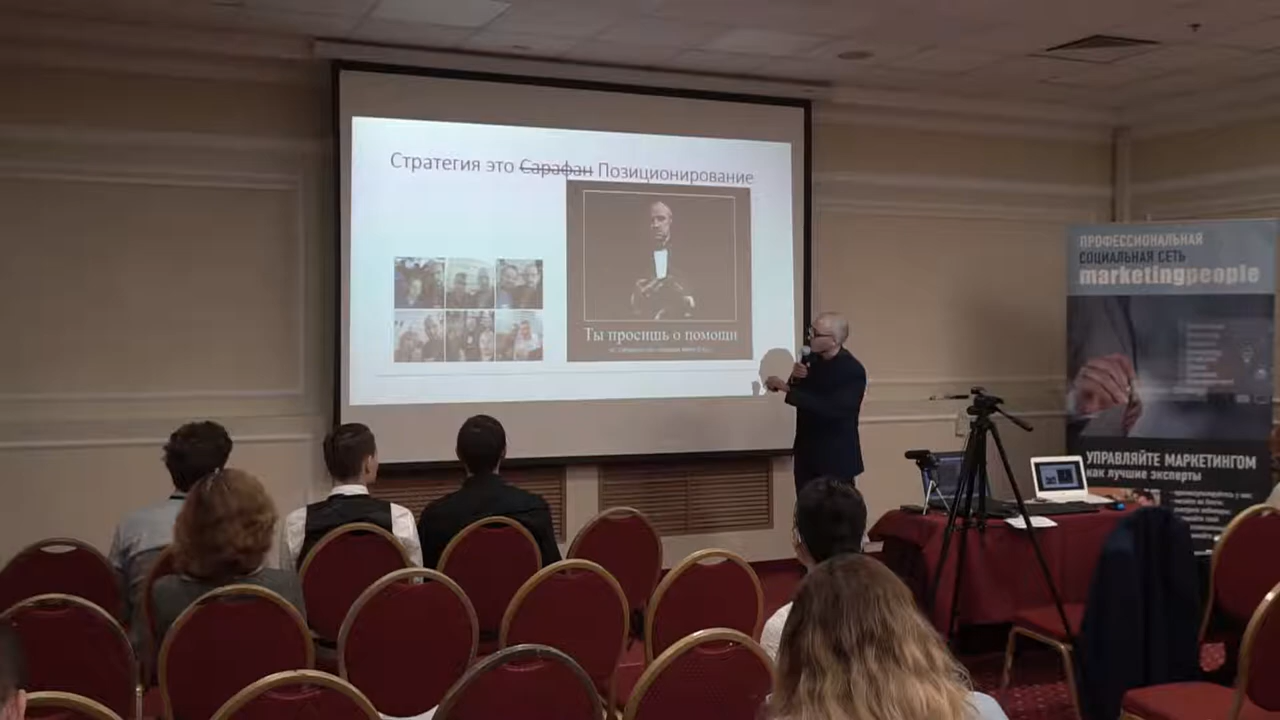 Стратегия это Сарафан Позиционирование
Ты просишь о помощи
ПРОФЕССИОНАЛЬНАЯ
СОЦИАЛЬНАЯ СЕТЬ
marketingpeople
УПРАВЛЯЙТЕ МАРКЕТИНГОМ
как лучшие эксперты